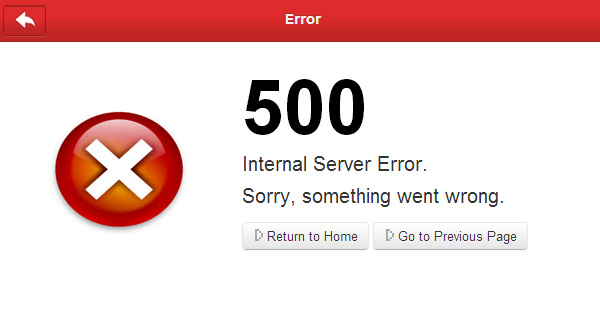 Error
500
Internal Server Error.
Sorry, something went wrong.
Return to Home
Go to Previous Page